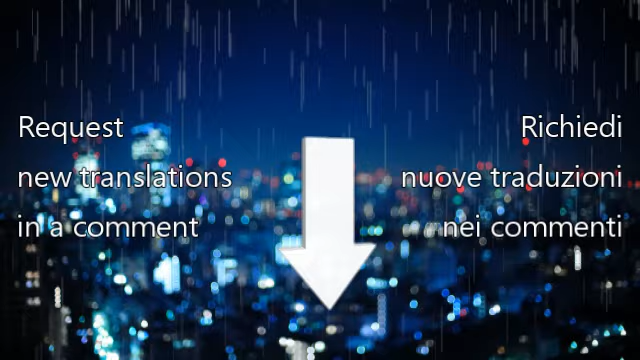 Request
new translations
in a comment
Richiedi
nuove traduzioni
nei commenti